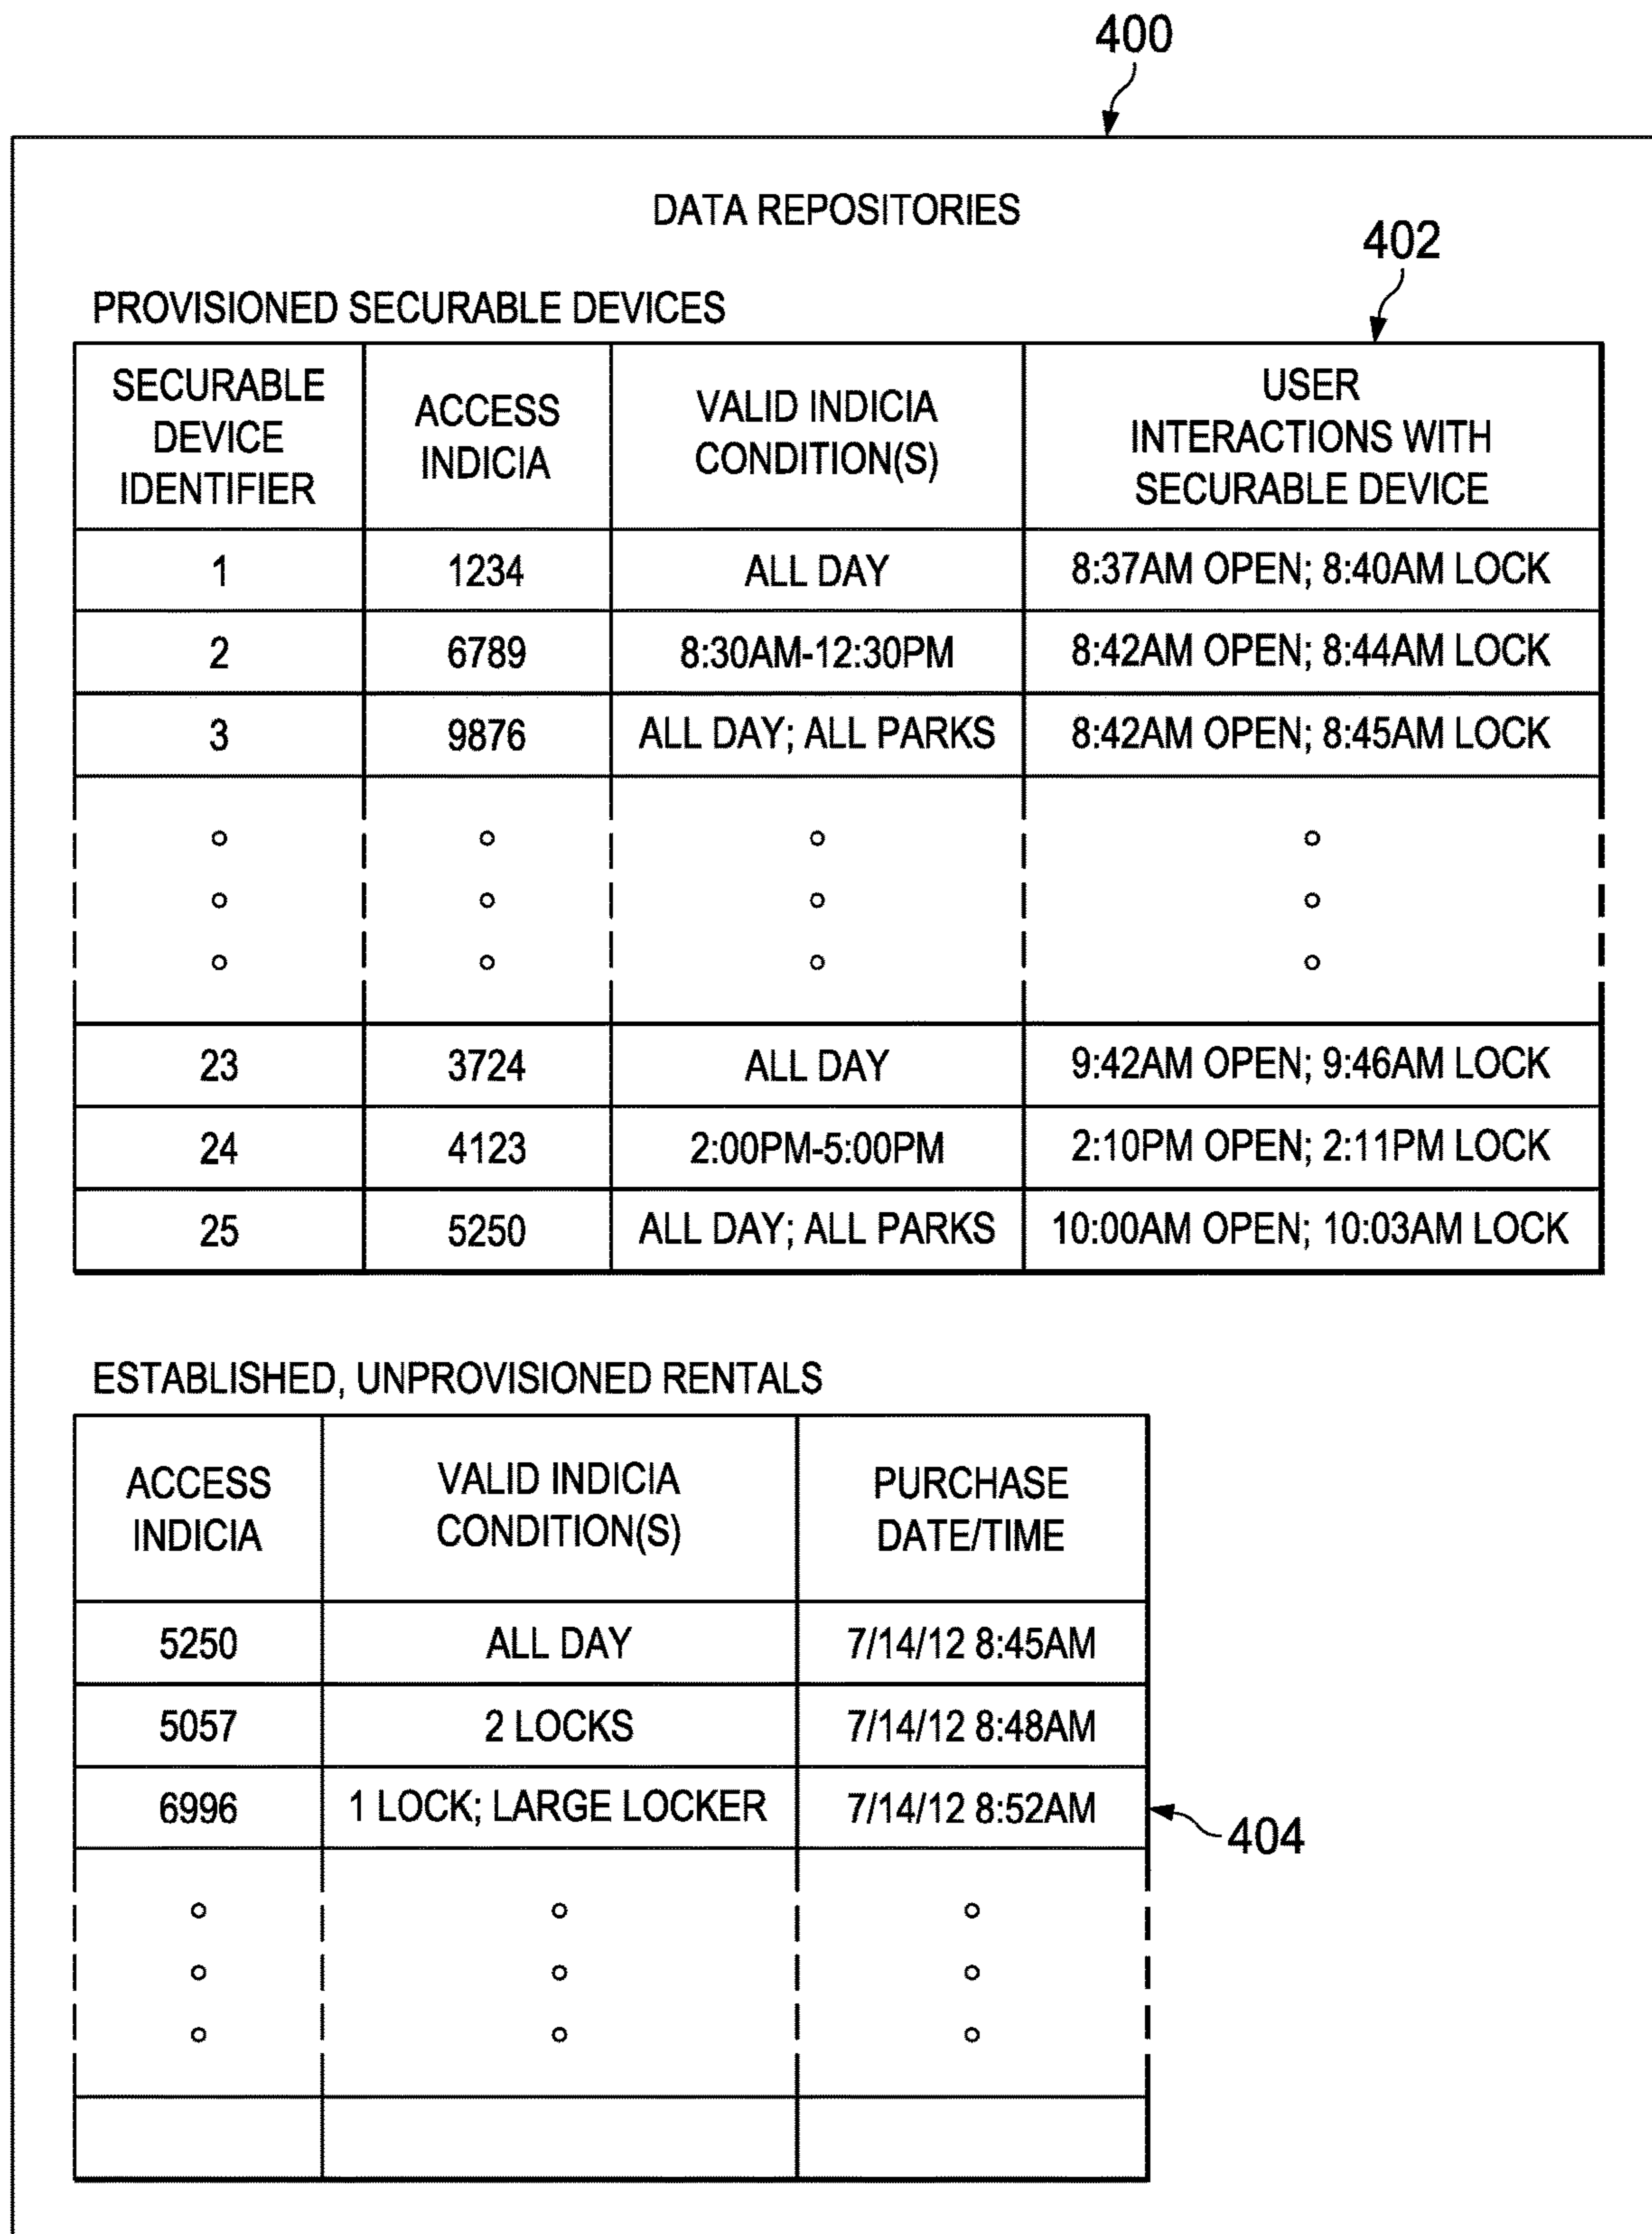 400
DATA REPOSITORIES
402
PROVISIONED SECURABLE DEVICES
SECURABLE DEVICE IDENTIFIER ACCESS INDICIA VALID INDICIA CONDITION(S) USER INTERACTIONS WITH SECURABLE DEVICE
1 1234 ALL DAY 8:37AM OPEN; 8:40AM LOCK
2 6789 8:30AM-12:30PM 8:42AM OPEN; 8:44AM LOCK
3 9876 ALL DAY; ALL PARKS 8:42AM OPEN; 8:45AM LOCK
23 3724 ALL DAY 9:42AM OPEN; 9:46AM LOCK
24 4123 2:00PM-5:00PM 2:10PM OPEN; 2:11PM LOCK
25 5250 ALL DAY; ALL PARKS 10:00AM OPEN; 10:03AM LOCK
ESTABLISHED, UNPROVISIONED RENTALS
ACCESS INDICIA VALID INDICIA CONDITION(S) PURCHASE DATE/TIME
5250 ALL DAY 7/14/12 8:45AM
5057 2 LOCKS 7/14/12 8:48AM
6996 1 LOCK; LARGE LOCKER 7/14/12 8:52AM
404